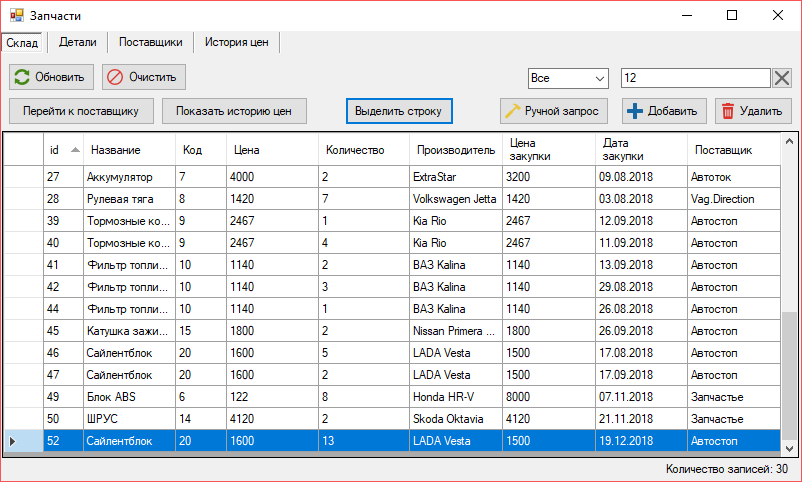 Запчасти
Склад Детали Поставщики История цен
Обновить Очистить Все 12
Перейти к поставщику Показать историю цен Выделить строку Ручной запрос Добавить Удалить
id Название Код Цена Количество Производитель Цена закупки Дата закупки Поставщик
27 Аккумулятор 7 4000 2 ExtraStar 3200 09.08.2018 Автоток
28 Рулевая тяга 8 1420 7 Volkswagen Jetta 1420 03.08.2018 Vag.Direction
39 Тормозные ко... 9 2467 1 Kia Rio 2467 12.09.2018 Автостоп
40 Тормозные ко... 9 2467 4 Kia Rio 2467 11.09.2018 Автостоп
41 Фильтр топли... 10 1140 2 ВАЗ Kalina 1140 13.09.2018 Автостоп
42 Фильтр топли... 10 1140 3 ВАЗ Kalina 1140 29.08.2018 Автостоп
44 Фильтр топли... 10 1140 1 ВАЗ Kalina 1140 26.08.2018 Автостоп
45 Катушка зажи... 15 1800 2 Nissan Primera ... 1800 26.09.2018 Автостоп
46 Сайлентблок 20 1600 5 LADA Vesta 1500 17.08.2018 Автостоп
47 Сайлентблок 20 1600 2 LADA Vesta 1500 17.09.2018 Автостоп
49 Блок ABS 6 122 8 Honda HR-V 8000 07.11.2018 Запчастье
50 ШРУС 14 4120 2 Skoda Oktavia 4120 21.11.2018 Запчастье
52 Сайлентблок 20 1600 13 LADA Vesta 1500 19.12.2018 Автостоп
Количество записей: 30